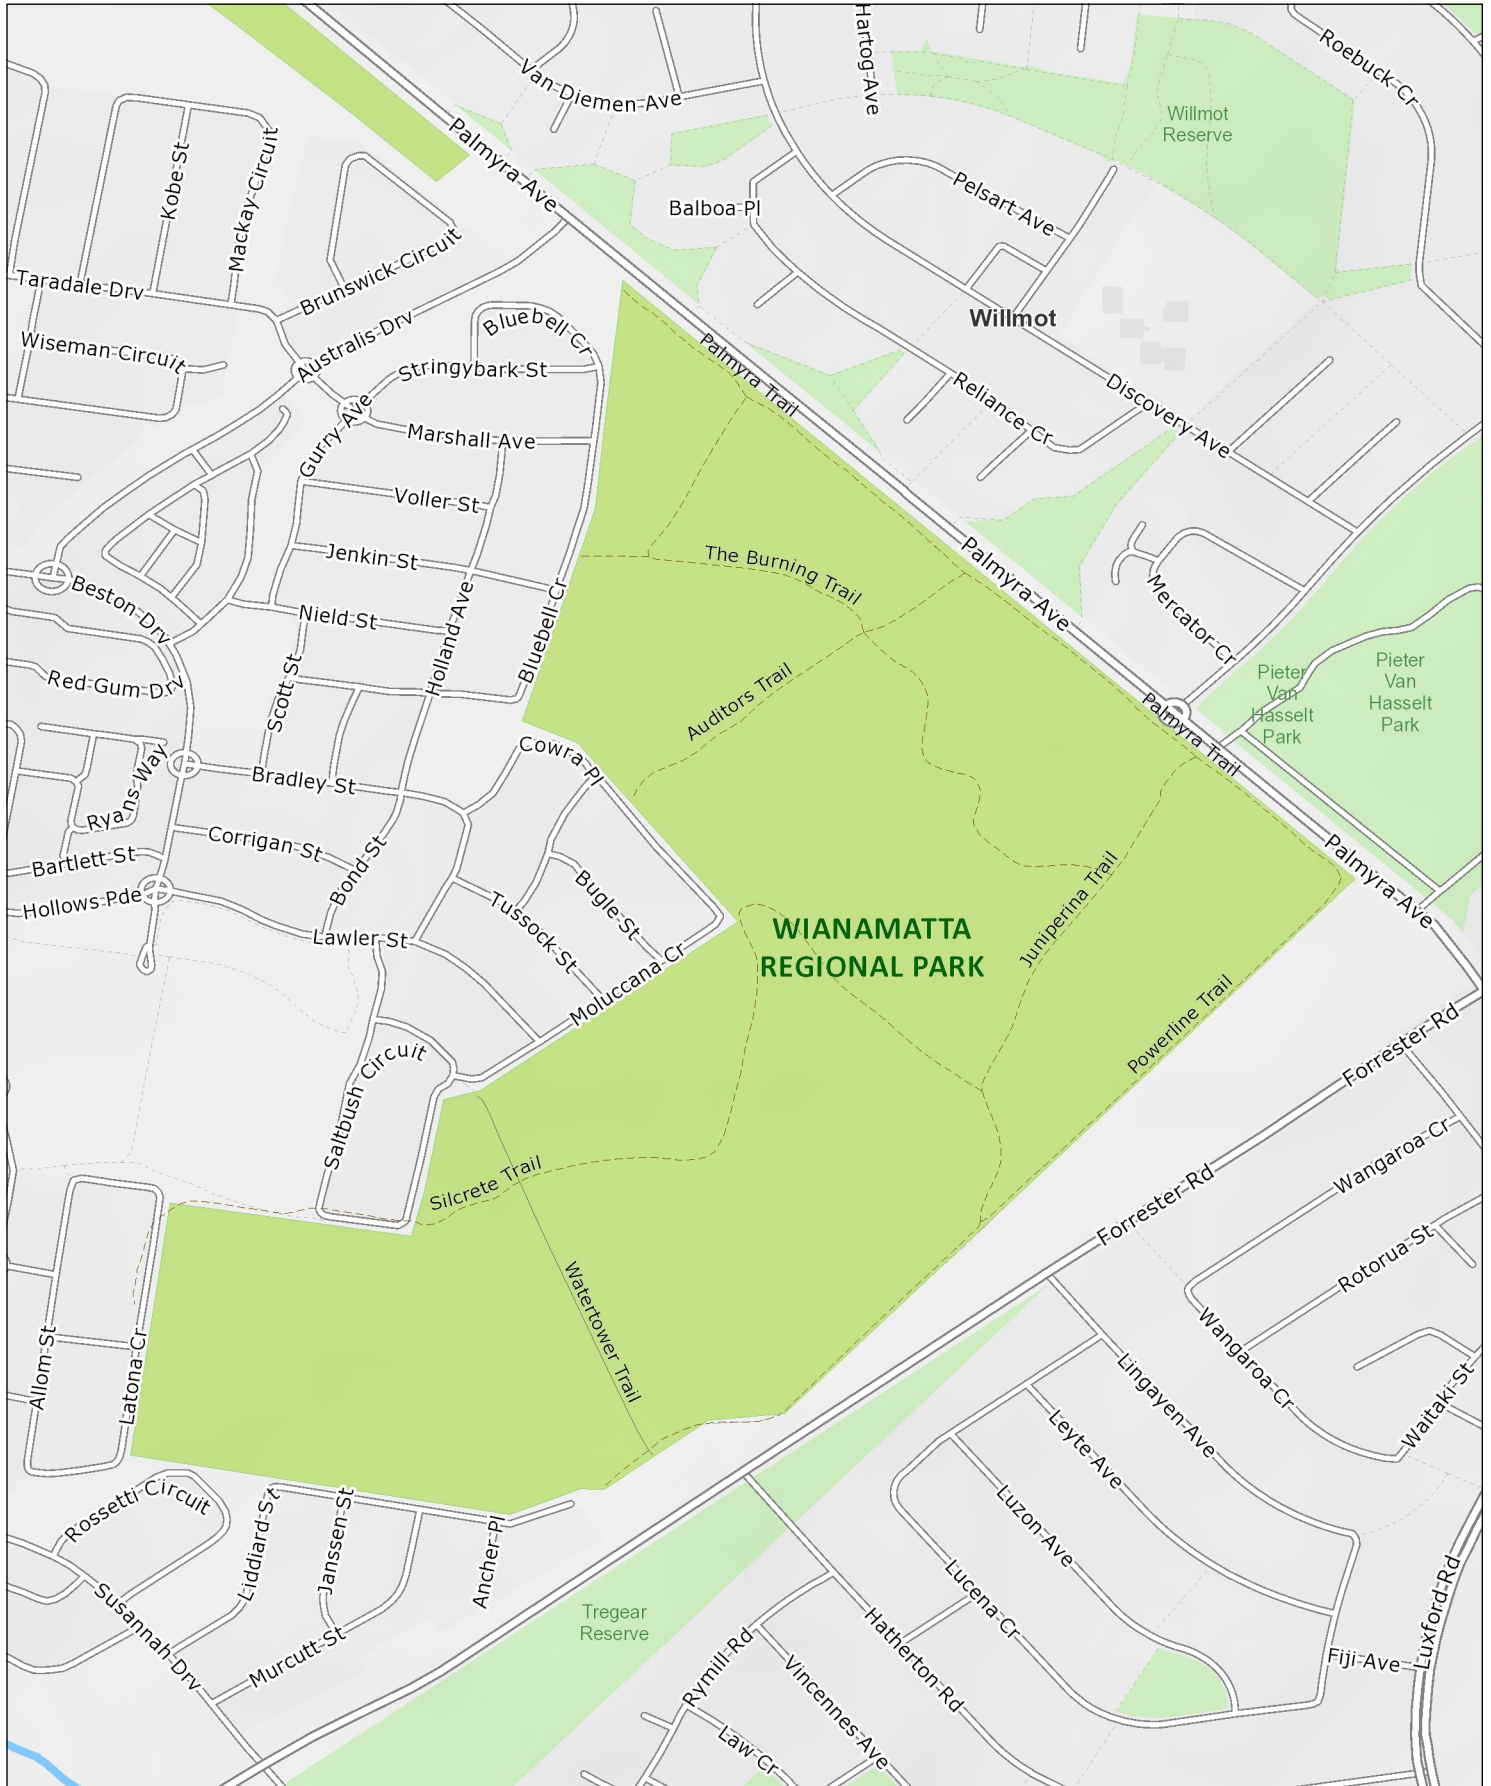 Hartog Ave
Roebuck Cr
Van Diemen Ave
Palmyra Ave
Willmot
Reserve
Kobe St
Mackay Circuit
Pelsart Ave
Balboa Pl
Brunswick Circuit
Taradale Drv
Willmot
Bluebell Cr
Australis Drv
Wiseman Circuit
Stringybark St
Palmyra Trail
Reliance Cr
Discovery Ave
Gurry Ave
Marshall Ave
Voller St
Jenkin St
The Burning Trail
Palmyra Ave
Beston Drv
Nield St
Holland Ave
Bluebell Cr
Mercator Cr
Red Gum Drv
Scott St
Auditors Trail
Pieter
Van
Hasselt
Park
Pieter
Van
Hasselt
Park
Palmyra Trail
Cowra Pl
Ryans Way
Bradley St
Corrigan St
Bartlett St
Bond St
Hollows Pde
Palmyra Ave
Bugle St
Tussock St
Juniperina Trail
Lawler St
WIANAMATTA
REGIONAL PARK
Moluccana Cr
Powerline Trail
Forrester Rd
Saltbush Circuit
Silcrete Trail
Wangaroa Cr
Forrester Rd
Rotorua St
Watertower Trail
Allom St
Latona Cr
Wangaroa Cr
Lingayen Ave
Waitaki St
Leyte Ave
Rossetti Circuit
Liddiard St
Janssen St
Ancher Pl
Luzon Ave
Lucena Cr
Luxford Rd
Susannah Drv
Murcutt St
Tregear
Reserve
Hatherton Rd
Fiji Ave
Rymill Rd
Vincennes Ave
Law Cr